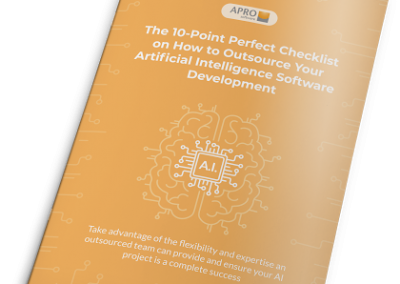 APRO
The 10-Point Perfect Checklist
on How to Outsource Your
Artificial Intelligence Software
Development
A.I.
Take advantage of the flexibility and expertise an
outsourced team can provide and ensure your AI
project is a complete success